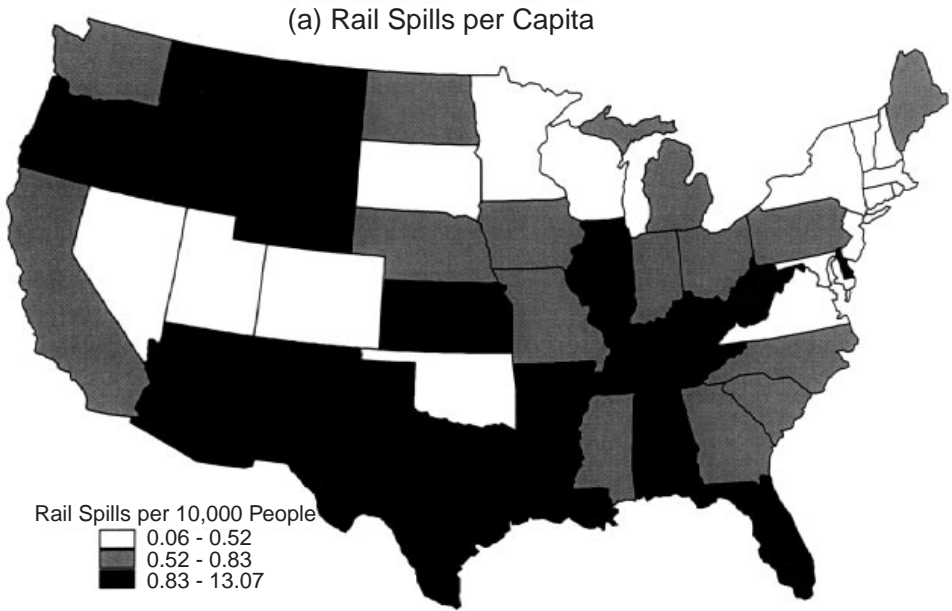 (a) Rail Spills per Capita
Rail Spills per 10,000 People
0.06 - 0.52
0.52 - 0.83
0.83 - 13.07